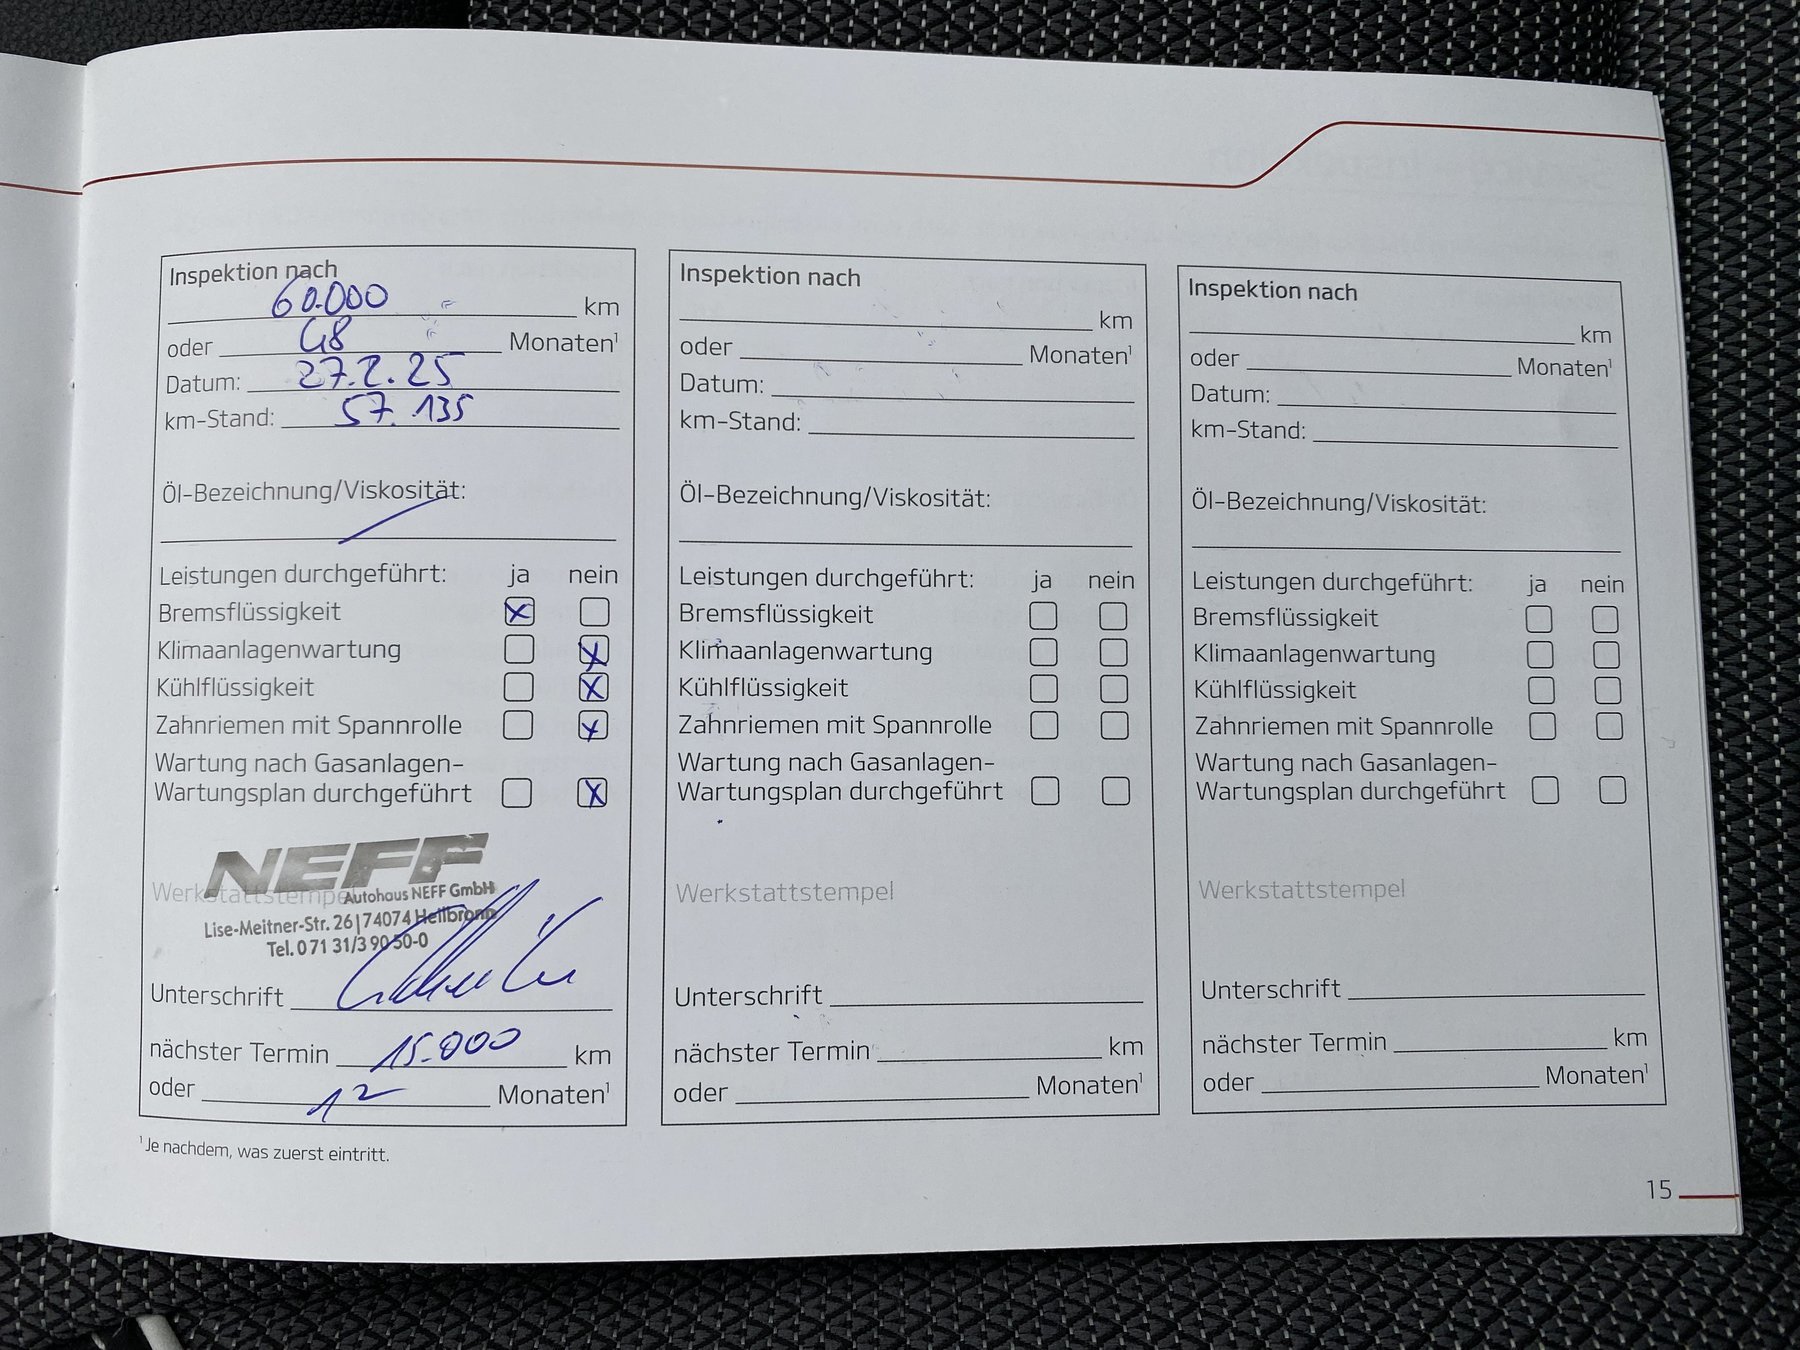 Inspektion nach
60.000 km
oder 48 Monaten¹
Datum: 27.2.25
km-Stand: 57.135
Öl-Bezeichnung/Viskosität:
Leistungen durchgeführt: ja nein
Bremsflüssigkeit x
Klimaanlagenwartung x
Kühlflüssigkeit x
Zahnriemen mit Spannrolle x
Wartung nach Gasanlagen-
Wartungsplan durchgeführt x
NEFF
Werkstattstempel
Autohaus NEFF GmbH
Lise-Meitner-Str. 26|74074 Heilbronn
Tel. 0 71 31/3 90 50-0
Unterschrift
nächster Termin 15.000 km
oder 12 Monaten¹
Inspektion nach
km
oder Monaten¹
Datum:
km-Stand:
Öl-Bezeichnung/Viskosität:
Leistungen durchgeführt: ja nein
Bremsflüssigkeit
Klimaanlagenwartung
Kühlflüssigkeit
Zahnriemen mit Spannrolle
Wartung nach Gasanlagen-
Wartungsplan durchgeführt
Werkstattstempel
Unterschrift
nächster Termin km
oder Monaten¹
Inspektion nach
km
oder Monaten¹
Datum:
km-Stand:
Öl-Bezeichnung/Viskosität:
Leistungen durchgeführt: ja nein
Bremsflüssigkeit
Klimaanlagenwartung
Kühlflüssigkeit
Zahnriemen mit Spannrolle
Wartung nach Gasanlagen-
Wartungsplan durchgeführt
Werkstattstempel
Unterschrift
nächster Termin km
oder Monaten¹
¹ Je nachdem, was zuerst eintritt.
15